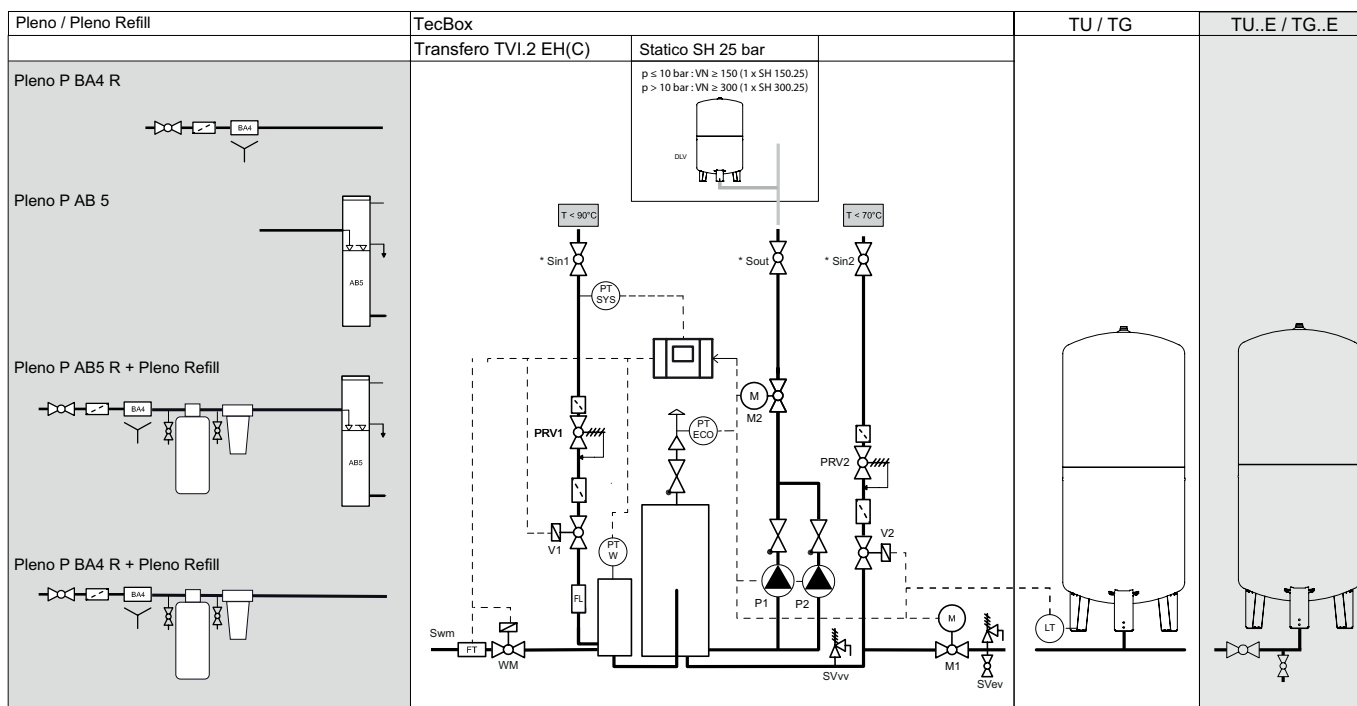 Pleno / Pleno Refill
TecBox
TU / TG
TU..E / TG..E
Transfero TVI.2 EH(C)
Statico SH 25 bar
p ≤ 10 bar : VN ≥ 150 (1 x SH 150.25)
p > 10 bar : VN ≥ 300 (1 x SH 300.25)
DLV
Pleno P BA4 R
BA4
Pleno P AB 5
AB5
Pleno P AB5 R + Pleno Refill
BA4
AB5
Pleno P BA4 R + Pleno Refill
BA4
T < 90°C
T < 70°C
* Sin1
* Sout
* Sin2
PT
SYS
M
M2
PT
ECO
PRV1
PRV2
V1
PT
W
V2
FL
P1
P2
Swm
FT
WM
SVvv
M
M1
SVev
LT